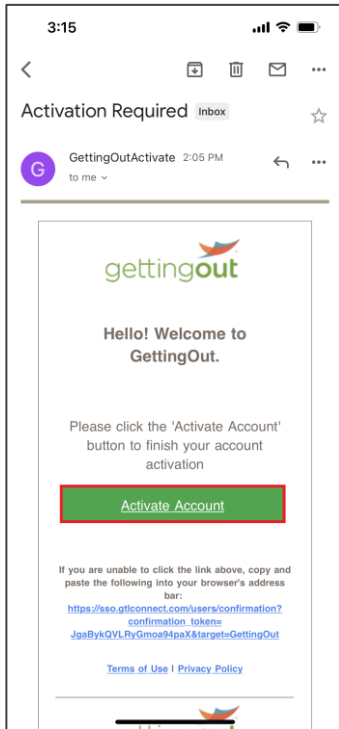 3:15
Activation Required Inbox
GettingOutActivate 2:05 PM
G
to me
gettingout
Hello! Welcome to
GettingOut.
Please click the 'Activate Account'
button to finish your account
activation
Activate Account
If you are unable to click the link above, copy and
paste the following into your browser's address
bar:
https://sso.gtlconnect.com/users/confirmation?
confirmation_token=
JgaBykQVLRyGmoa94paX&target=GettingOut
Terms of Use | Privacy Policy